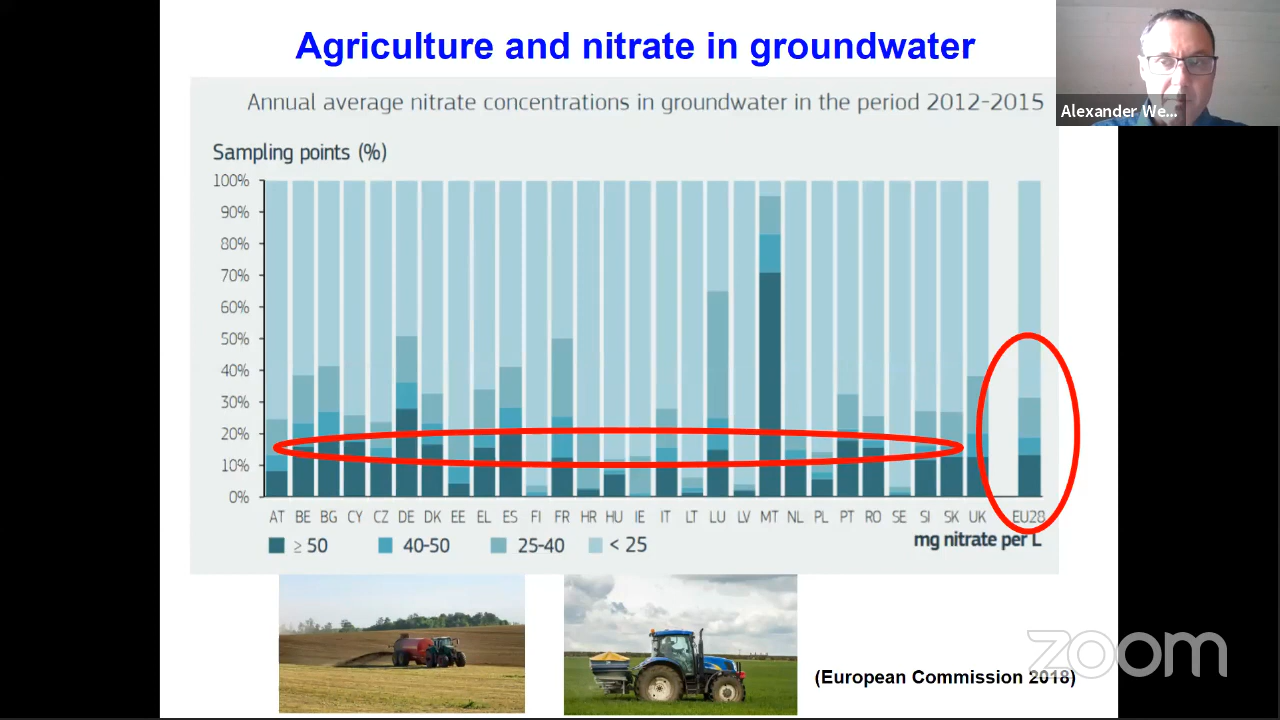 Agriculture and nitrate in groundwater
Alexander We...
Annual average nitrate concentrations in groundwater in the period 2012-2015
Sampling points (%)
100%
90%
80%
70%
60%
50%
40%
30%
20%
10%
0%
AT BE BG CY CZ DE DK EE EL ES FI FR HR HU IE IT LT LU LV MT NL PL PT RO SE SI SK UK EU28
≥ 50 40-50 25-40 < 25
mg nitrate per L
(European Commission 2018)
zoom